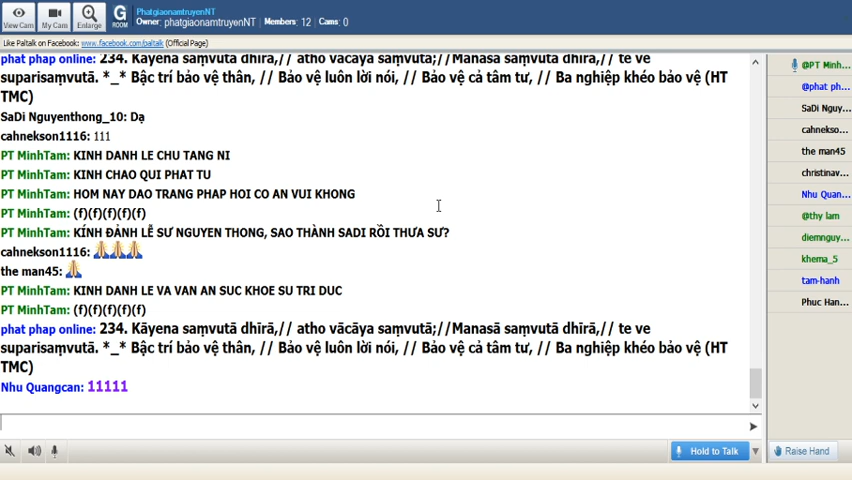 View Cam
My Cam
Enlarge
G
ROOM
PhatgiaonamtruyenNT
Owner: phatgiaonamtruyenNT Members: 12 Cams: 0
Like Paltalk on Facebook: www.facebook.com/paltalk (Official Page)
phat phap online: 234. Kāyena saṃvutā dhīrā,// atho vācāya saṃvutā;//Manasā saṃvutā dhīrā,// te ve
suparisaṃvutā. *_* Bậc trí bảo vệ thân, // Bảo vệ luôn lời nói, // Bảo vệ cả tâm tư, // Ba nghiệp khéo bảo vệ (HT
TMC)
SaDi Nguyenthong_10: Dạ
cahnekson1116: 111
PT MinhTam: KINH DANH LE CHU TANG NI
PT MinhTam: KINH CHAO QUI PHAT TU
PT MinhTam: HOM NAY DAO TRANG PHAP HOI CO AN VUI KHONG
PT MinhTam: (f)(f)(f)(f)(f)
PT MinhTam: KÍNH ĐẢNH LỄ SƯ NGUYEN THONG, SAO THÀNH SADI RỒI THƯA SƯ?
cahnekson1116: 🙏🙏🙏
the man45: 🙏
PT MinhTam: KINH DANH LE VA VAN AN SUC KHOE SU TRI DUC
PT MinhTam: (f)(f)(f)(f)(f)
phat phap online: 234. Kāyena saṃvutā dhīrā,// atho vācāya saṃvutā;//Manasā saṃvutā dhīrā,// te ve
suparisaṃvutā. *_* Bậc trí bảo vệ thân, // Bảo vệ luôn lời nói, // Bảo vệ cả tâm tư, // Ba nghiệp khéo bảo vệ (HT
TMC)
Nhu Quangcan: 11111
@PT Minh...
@phat ph...
SaDi Nguy...
cahnekso...
the man45
christinav...
Nhu Quan...
@thy lam
diemnguy...
khema_5
tam-hanh
Phuc Han...
Hold to Talk
Raise Hand